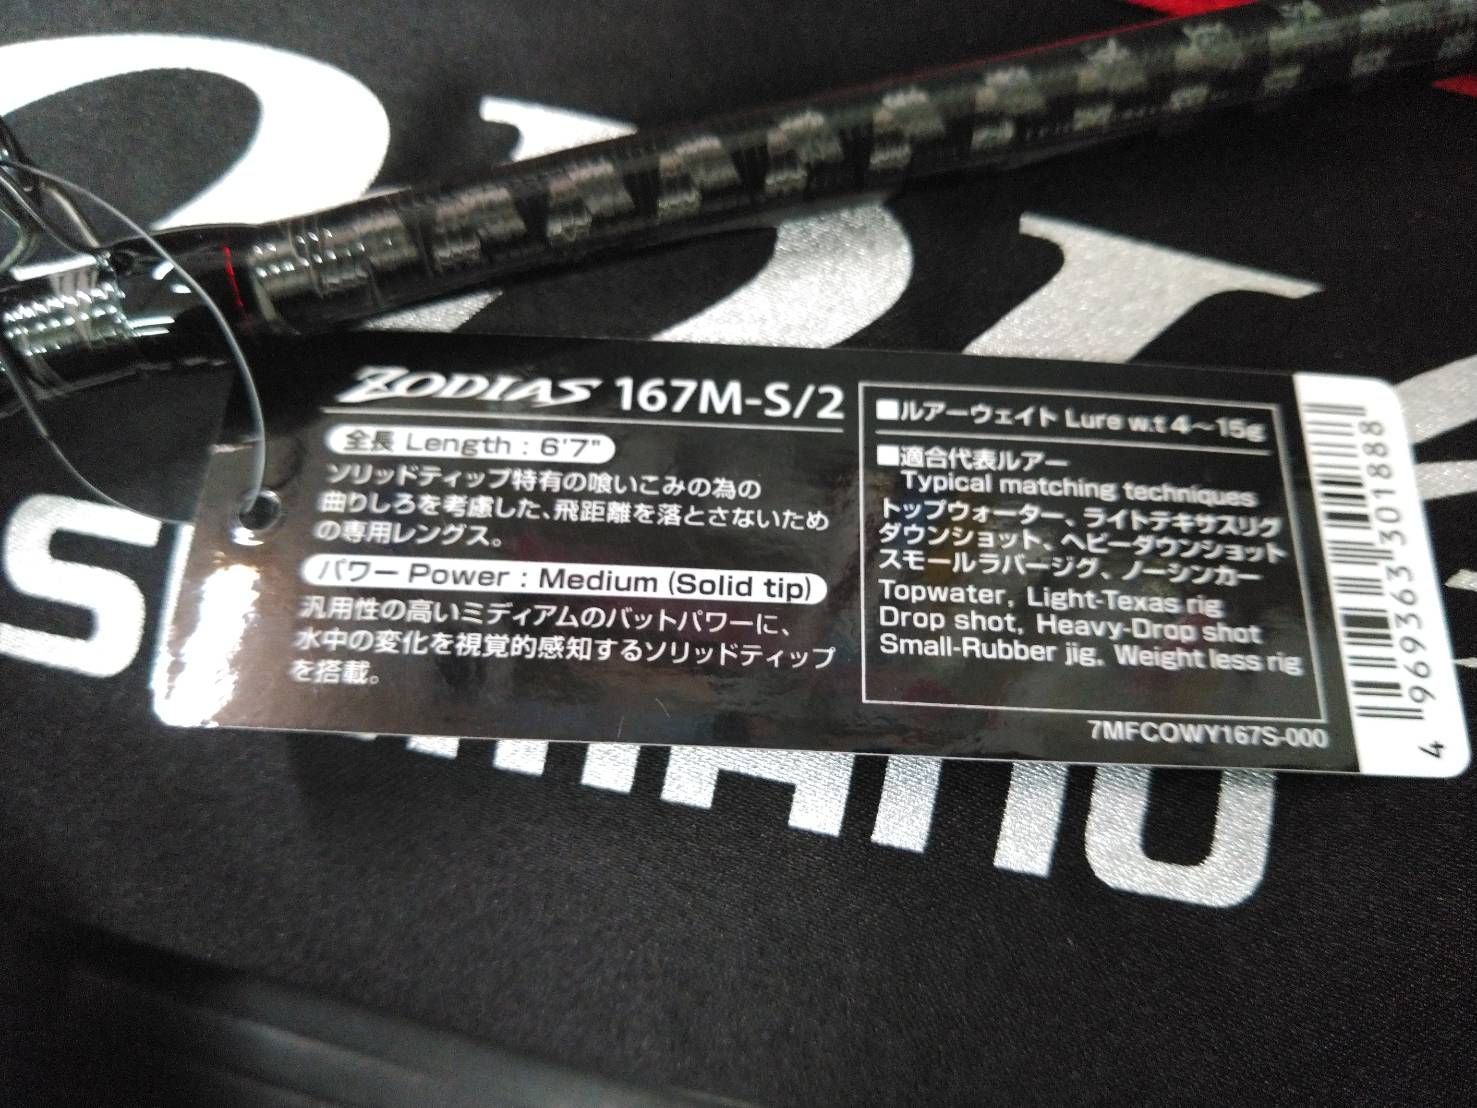 ZODIAS 167M-S/2
全長 Length : 6'7"
ソリッドティップ特有の喰いこみの為の
曲りしろを考慮した、飛距離を落とさないため
の専用レングス。
パワー Power : Medium (Solid tip)
汎用性の高いミディアムのバットパワーに、
水中の変化を視覚的感知するソリッドティップ
を搭載。
■ルアーウェイト Lure w.t 4～15g
■適合代表ルアー
Typical matching techniques
トップウォーター、ライトテキサスリグ
ダウンショット、ヘビーダウンショット
スモールラバージグ、ノーシンカー
Topwater, Light-Texas rig
Drop shot, Heavy-Drop shot
Small-Rubber jig, Weight less rig
7MFCOWY167S-000
4 969363 301888